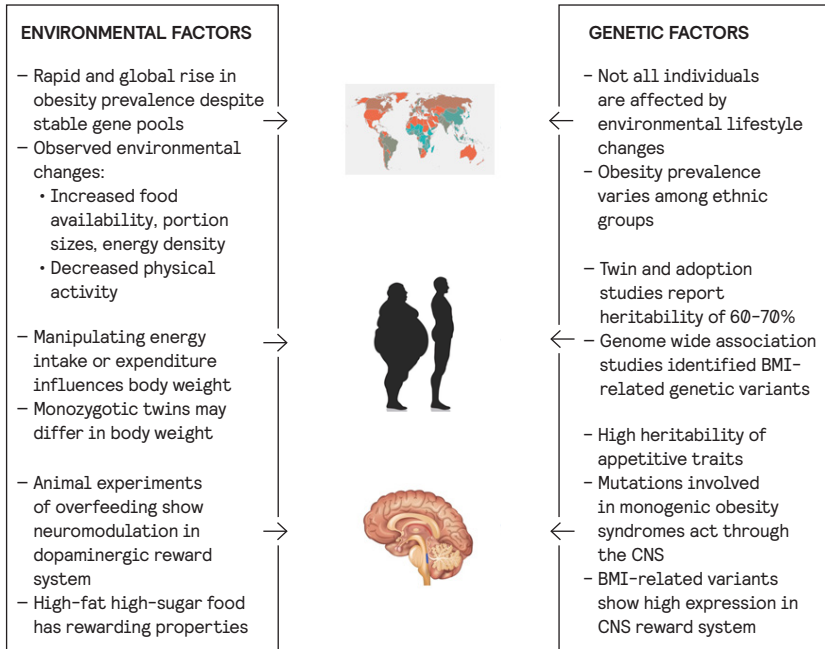 ENVIRONMENTAL FACTORS
– Rapid and global rise in
obesity prevalence despite
stable gene pools
– Observed environmental
changes:
• Increased food
availability, portion
sizes, energy density
• Decreased physical
activity
– Manipulating energy
intake or expenditure
influences body weight
– Monozygotic twins may
differ in body weight
– Animal experiments
of overfeeding show
neuromodulation in
dopaminergic reward
system
– High-fat high-sugar food
has rewarding properties
GENETIC FACTORS
– Not all individuals
are affected by
environmental lifestyle
changes
– Obesity prevalence
varies among ethnic
groups
– Twin and adoption
studies report
heritability of 60-70%
– Genome wide association
studies identified BMI-
related genetic variants
– High heritability of
appetitive traits
– Mutations involved
in monogenic obesity
syndromes act through
the CNS
– BMI-related variants
show high expression in
CNS reward system